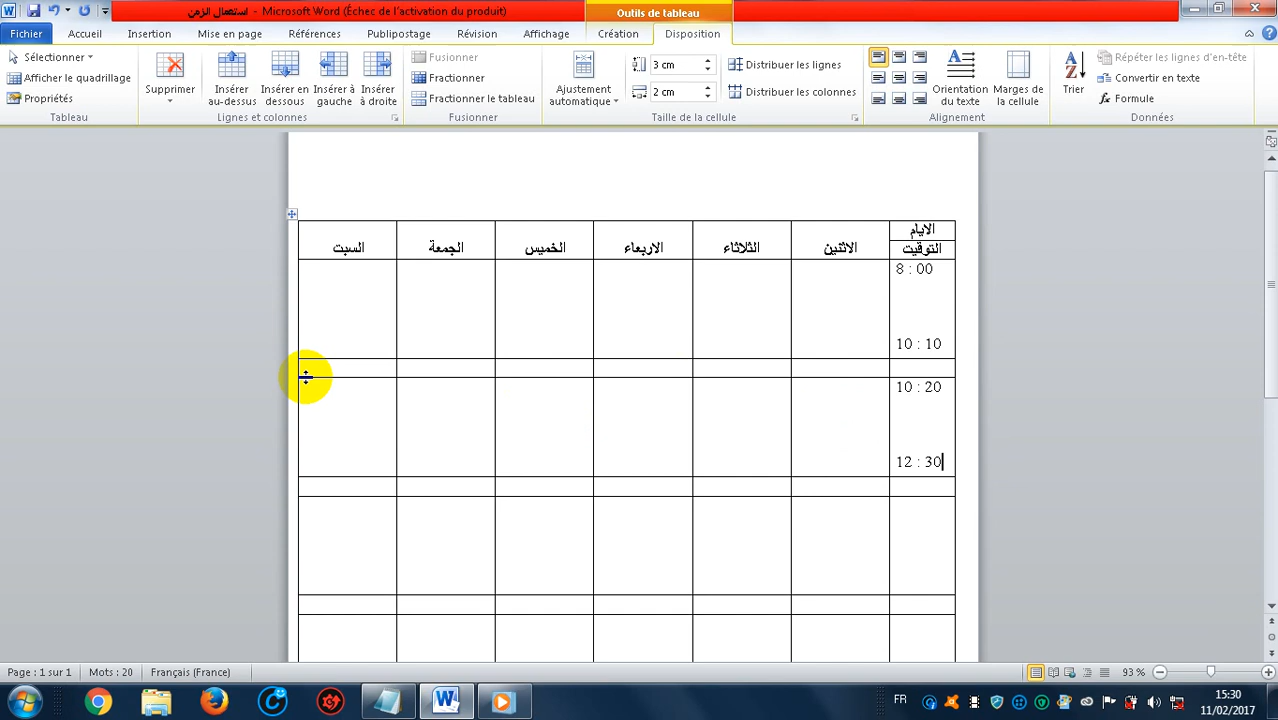 استعمال الزمن - Microsoft Word (Échec de l'activation du produit)
Outils de tableau
Fichier Accueil Insertion Mise en page Références Publipostage Révision Affichage Création Disposition
Sélectionner
Afficher le quadrillage
Propriétés
Tableau
Supprimer
Insérer au-dessus
Insérer en dessous
Insérer à gauche
Insérer à droite
Lignes et colonnes
Fusionner
Fractionner
Fractionner le tableau
Fusionner
Ajustement automatique
3 cm
2 cm
Distribuer les lignes
Distribuer les colonnes
Taille de la cellule
Orientation du texte
Marges de la cellule
Alignement
Trier
Répéter les lignes d'en-tête
Convertir en texte
Formule
Données
الايام
التوقيت
الاثنين
الثلاثاء
الاربعاء
الخميس
الجمعة
السبت
8 : 00
10 : 10
10 : 20
12 : 30
Page : 1 sur 1
Mots : 20
Français (France)
93 %
FR
15:30
11/02/2017